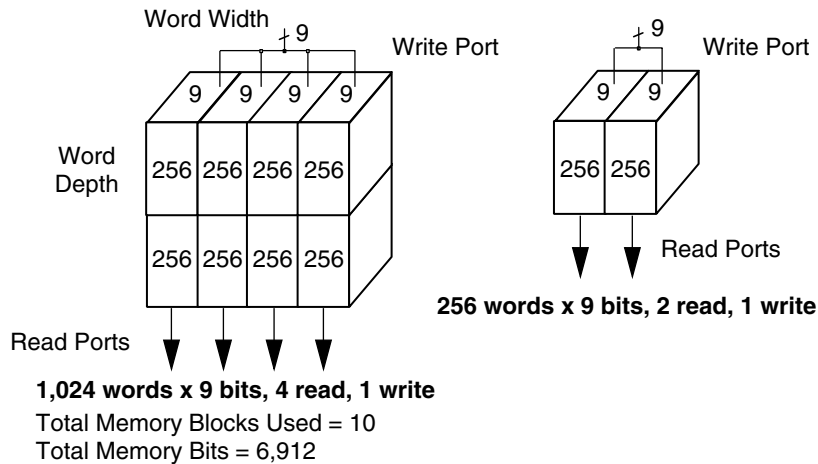 Word Width
9
Write Port
9 9 9 9
Word
Depth
256 256 256 256
256 256 256 256
Read Ports
1,024 words x 9 bits, 4 read, 1 write
Total Memory Blocks Used = 10
Total Memory Bits = 6,912
9
Write Port
9 9
256 256
Read Ports
256 words x 9 bits, 2 read, 1 write